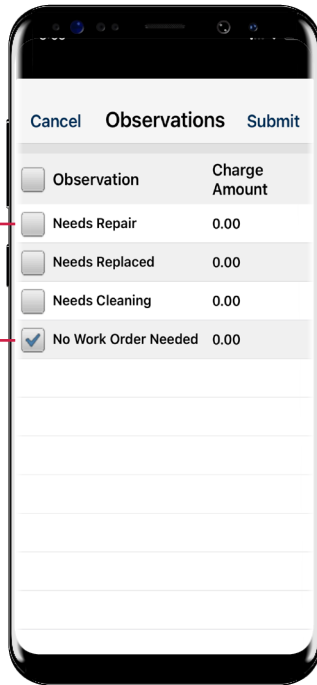 Cancel Observations Submit
Observation Charge Amount
Needs Repair 0.00
Needs Replaced 0.00
Needs Cleaning 0.00
No Work Order Needed 0.00